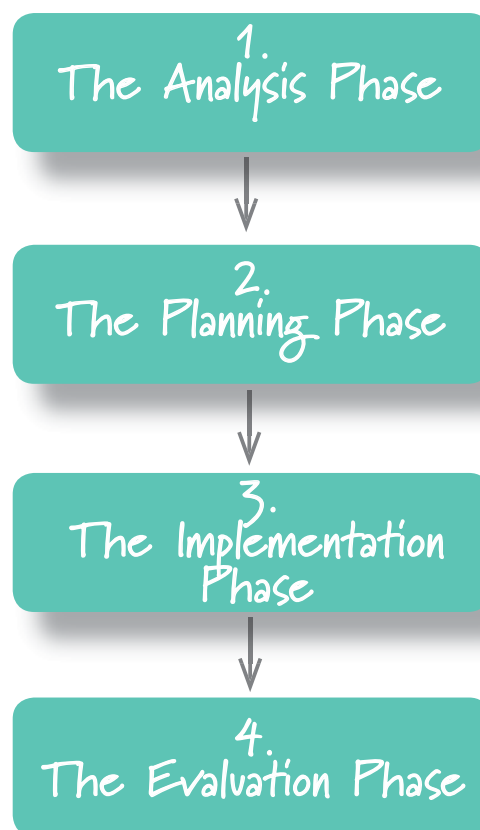 1.
The Analysis Phase
2.
The Planning Phase
3.
The Implementation
Phase
4.
The Evaluation Phase